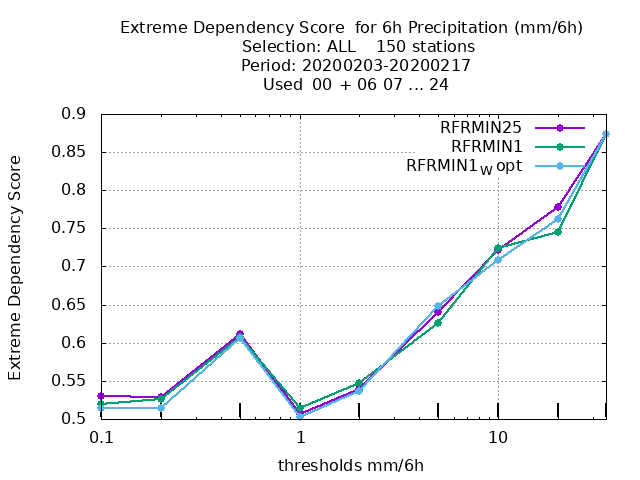 Extreme Dependency Score  for 6h Precipitation (mm/6h)
Selection: ALL    150 stations
Period: 20200203-20200217
Used  00 + 06 07 ... 24
RFRMIN25
RFRMIN1
RFRMIN1W opt
Extreme Dependency Score
0.9
0.85
0.8
0.75
0.7
0.65
0.6
0.55
0.5
0.1 1 10
thresholds mm/6h